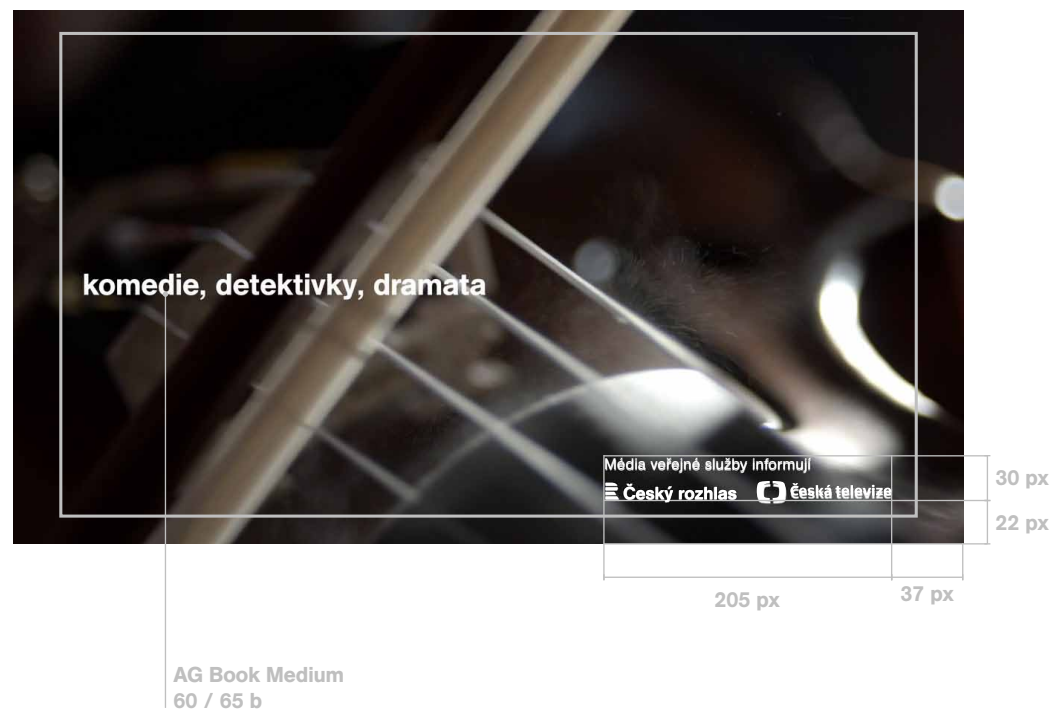 komedie, detektivky, dramata
Média veřejné služby informují
Český rozhlas
Česká televize
30 px
22 px
205 px
37 px
AG Book Medium
60 / 65 b